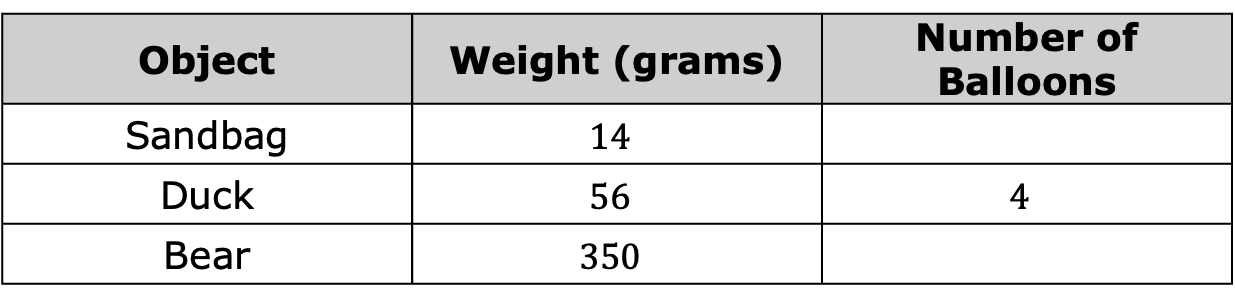 Object Weight (grams) Number of
Balloons
Sandbag 14
Duck 56 4
Bear 350